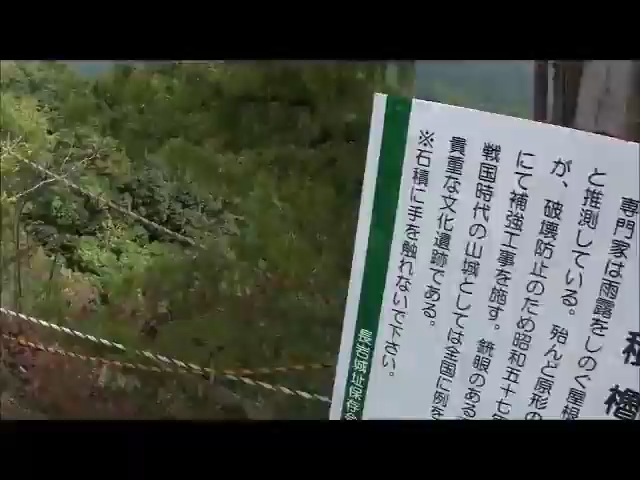 積櫓
専門家は雨露をしのぐ屋根
と推測している。殆んど原形の
が、破壊防止のため昭和五十七年
にて補強工事を施す。銃眼のある
戦国時代の山城としては全国に例を
貴重な文化遺跡である。
※石積に手を触れないで下さい。
長岩城址保存